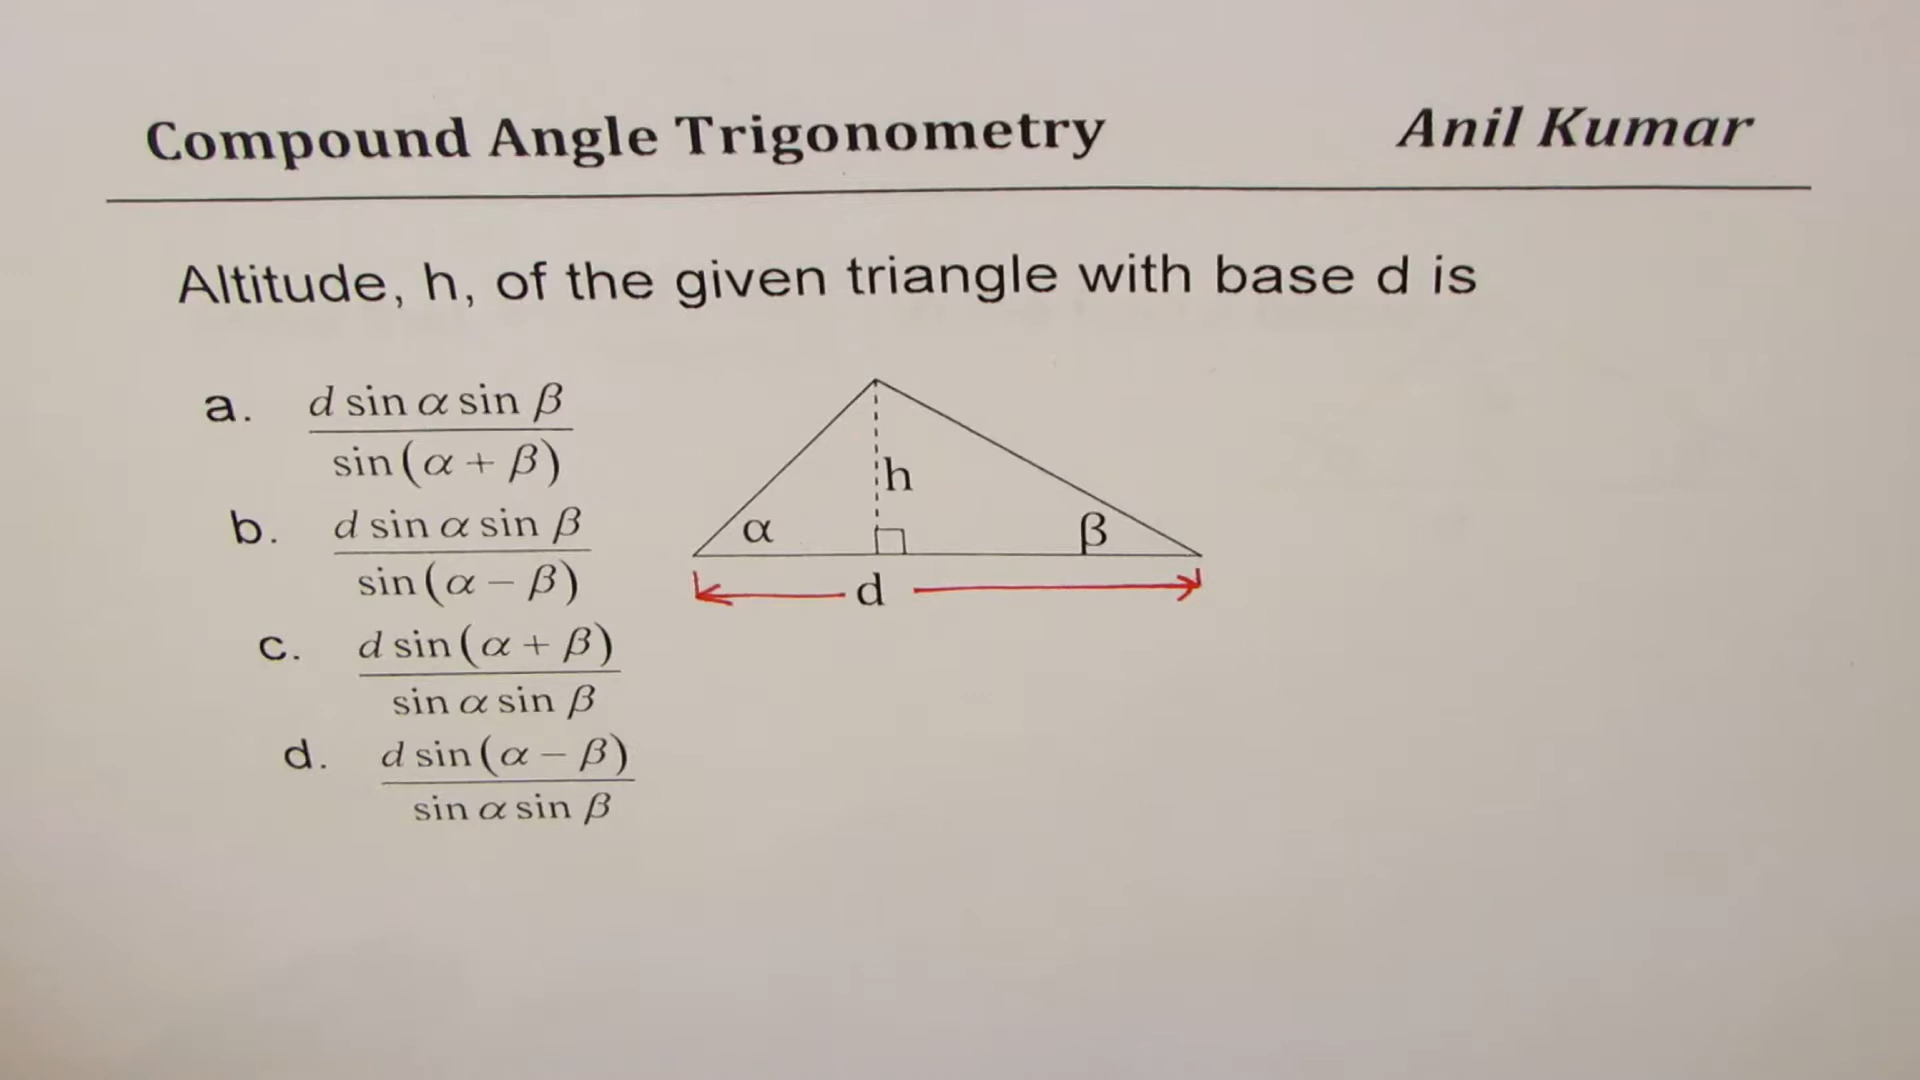 Compound Angle Trigonometry Anil Kumar
Altitude, h, of the given triangle with base d is
a. d sin α sin β
sin(α + β)
b. d sin α sin β
sin(α − β)
c. d sin(α + β)
sin α sin β
d. d sin(α − β)
sin α sin β
h
α
β
d